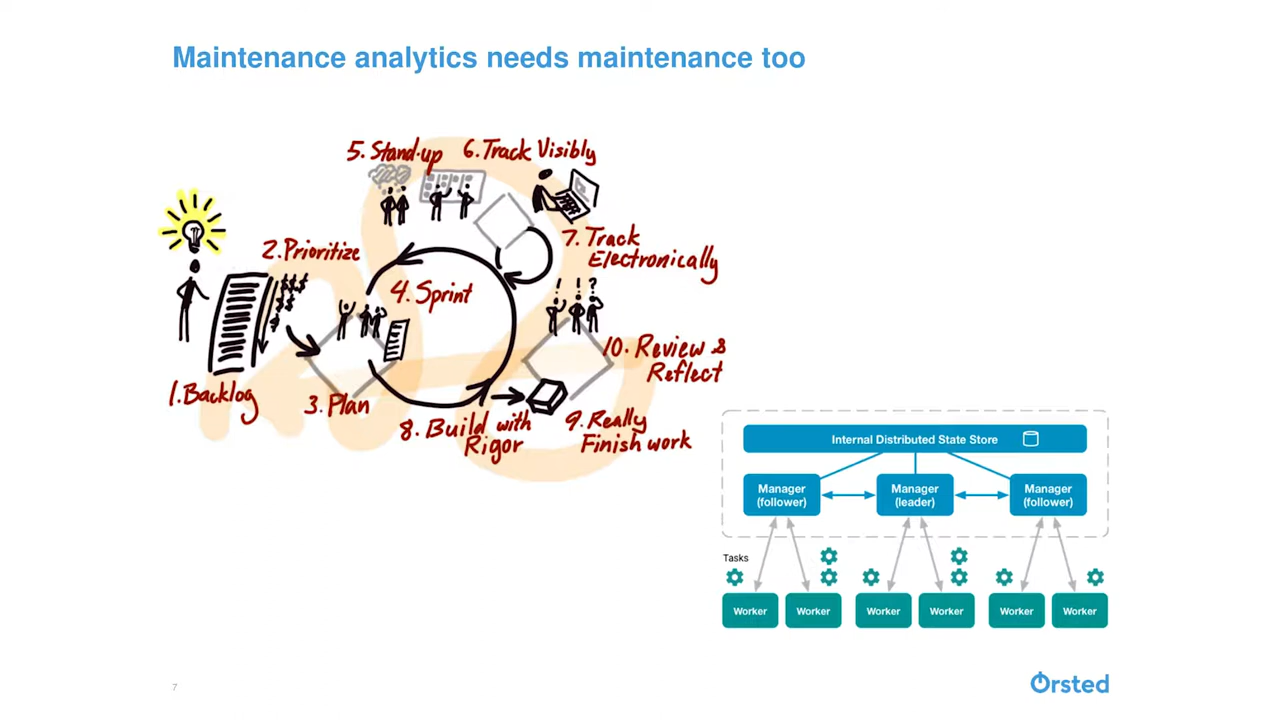 Maintenance analytics needs maintenance too
5. Stand-up
6. Track Visibly
2. Prioritize
7. Track
Electronically
4. Sprint
10. Review &
Reflect
1. Backlog
3. Plan
8. Build with
Rigor
9. Really
Finish work
Internal Distributed State Store
Manager
(follower)
Manager
(leader)
Manager
(follower)
Tasks
Worker
Worker
Worker
Worker
Worker
Worker
7
Ørsted